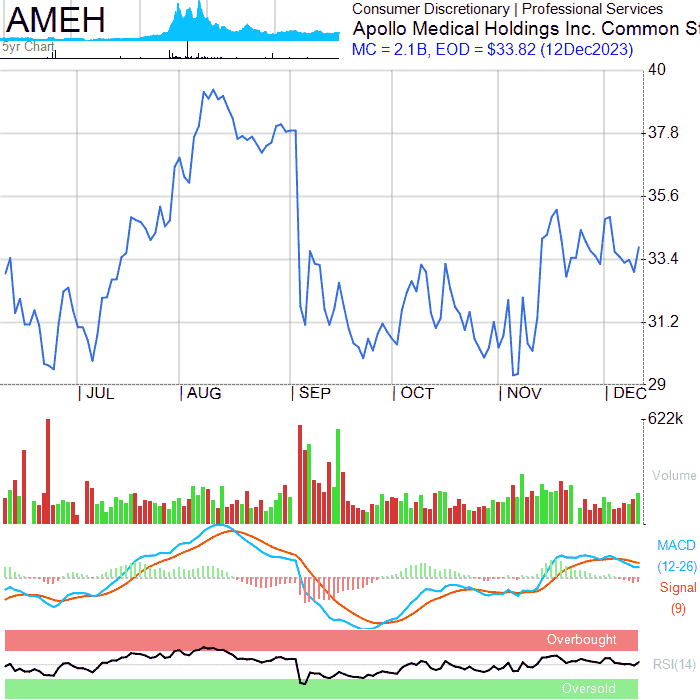 AMEH
5yr Chart
Consumer Discretionary | Professional Services
Apollo Medical Holdings Inc. Common St
MC = 2.1B, EOD = $33.82 (12Dec2023)
40
37.8
35.6
33.4
31.2
29
JUL AUG SEP OCT NOV DEC
622k
Volume
MACD
(12-26)
Signal
(9)
Overbought
RSI(14)
Oversold